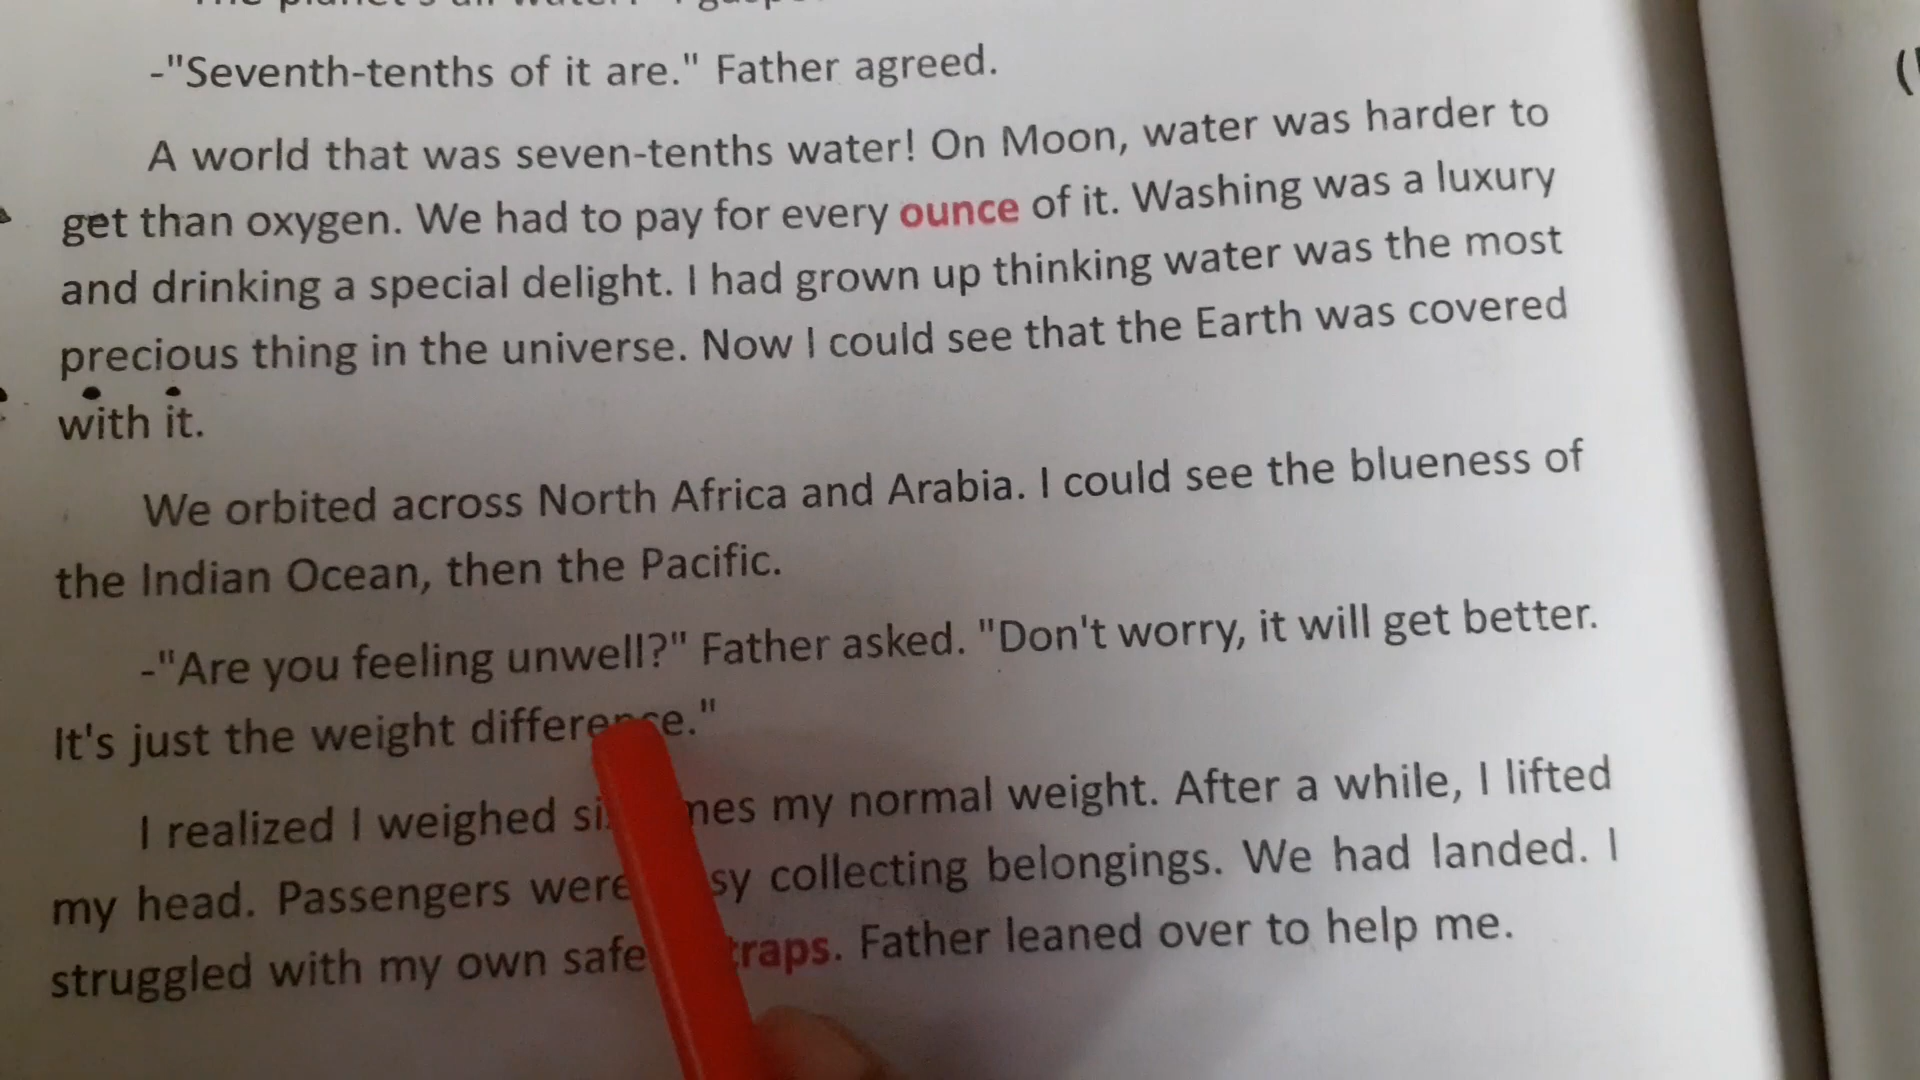 -"Seventh-tenths of it are." Father agreed.
A world that was seven-tenths water! On Moon, water was harder to
get than oxygen. We had to pay for every ounce of it. Washing was a luxury
and drinking a special delight. I had grown up thinking water was the most
precious thing in the universe. Now I could see that the Earth was covered
with it.
We orbited across North Africa and Arabia. I could see the blueness of
the Indian Ocean, then the Pacific.
-"Are you feeling unwell?" Father asked. "Don't worry, it will get better.
It's just the weight difference."
I realized I weighed my normal weight. After a while, I lifted
my head. Passengers were collecting belongings. We had landed. I
struggled with my own Father leaned over to help me.